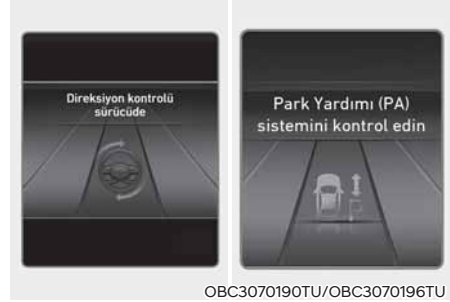 Direksiyon kontrolü
sürücüde
Park Yardımı (PA)
sistemini kontrol edin
OBC3070190TU/OBC3070196TU